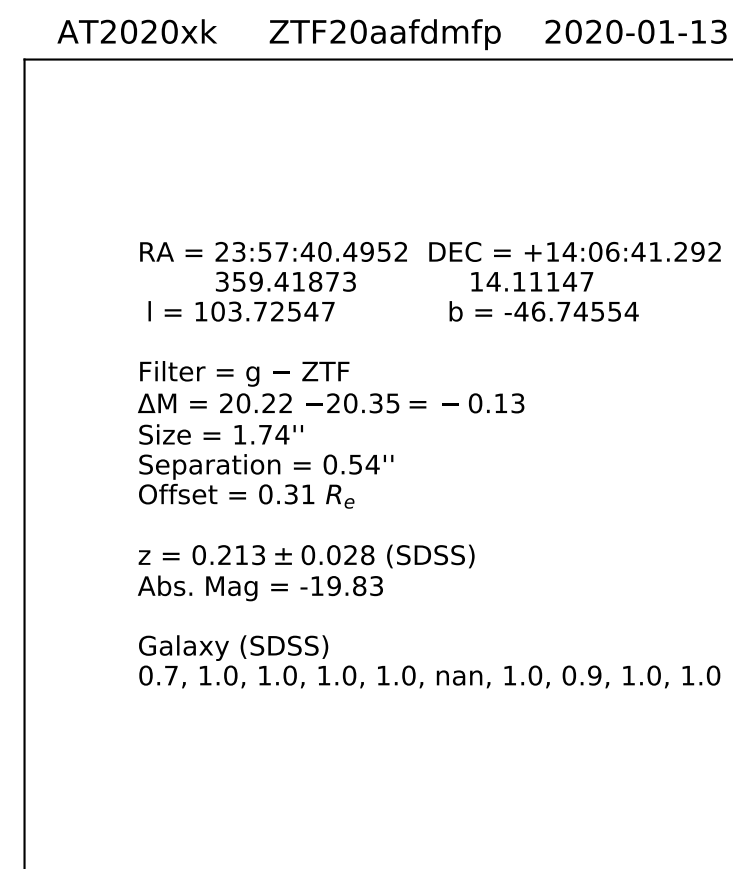 AT2020xk ZTF20aafdmfp 2020-01-13
RA = 23:57:40.4952 DEC = +14:06:41.292
359.41873 14.11147
l = 103.72547 b = -46.74554
Filter = g − ZTF
ΔM = 20.22 −20.35 = − 0.13
Size = 1.74''
Separation = 0.54''
Offset = 0.31 Rₑ
z = 0.213 ± 0.028 (SDSS)
Abs. Mag = -19.83
Galaxy (SDSS)
0.7, 1.0, 1.0, 1.0, 1.0, nan, 1.0, 0.9, 1.0, 1.0